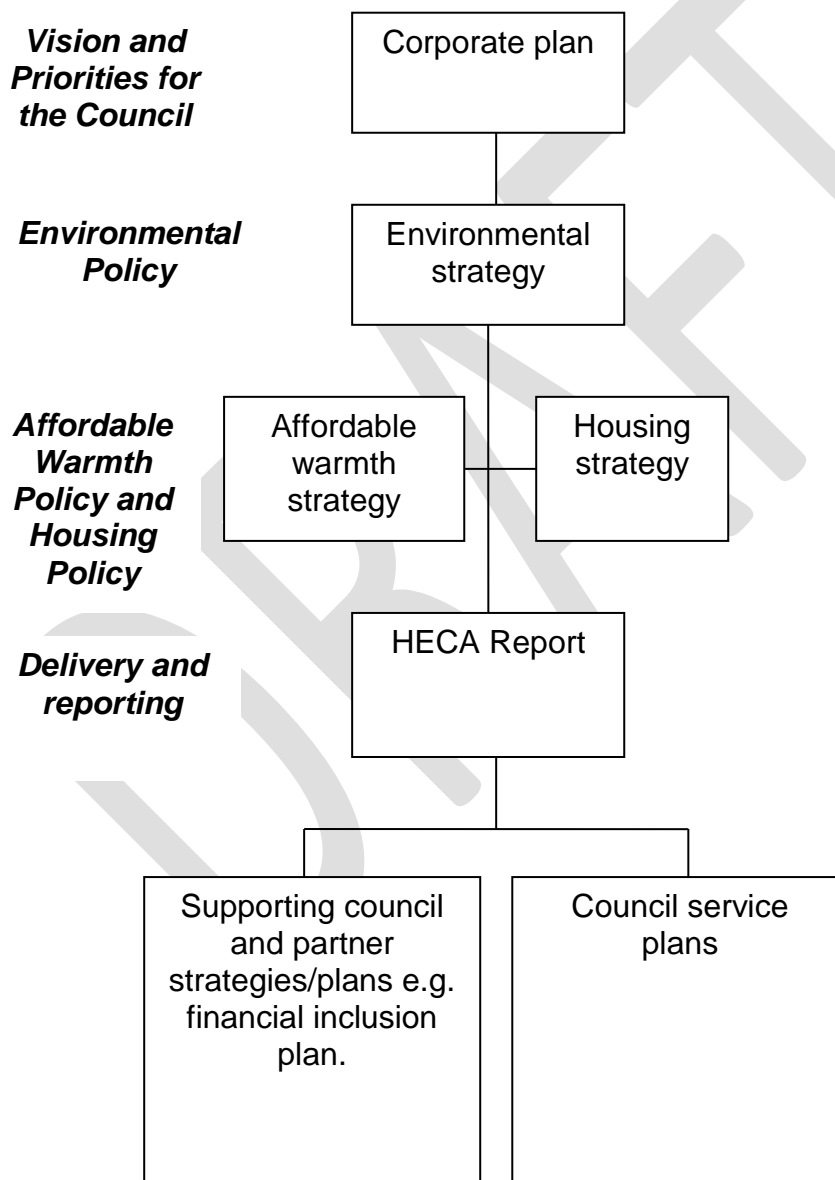 Vision and
Priorities for
the Council
Corporate plan
Environmental
Policy
Environmental
strategy
Affordable
Warmth
Policy and
Housing
Policy
Affordable
warmth
strategy
Housing
strategy
Delivery and
reporting
HECA Report
Supporting council
and partner
strategies/plans e.g.
financial inclusion
plan.
Council service
plans
DRAFT